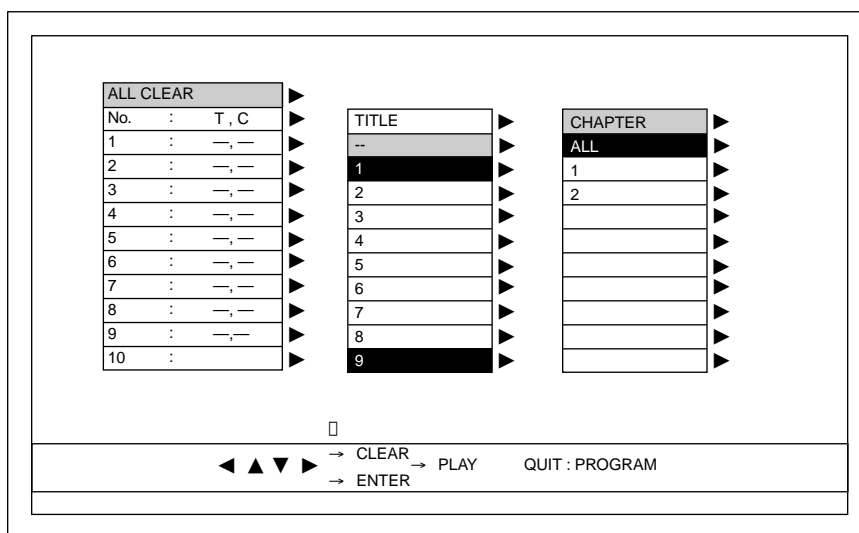 ALL CLEAR
No. : T , C
1 : —, —
2 : —, —
3 : —, —
4 : —, —
5 : —, —
6 : —, —
7 : —, —
8 : —, —
9 : —,—
10 :
TITLE
--
1
2
3
4
5
6
7
8
9
CHAPTER
ALL
1
2
→ CLEAR
→ PLAY QUIT : PROGRAM
→ ENTER